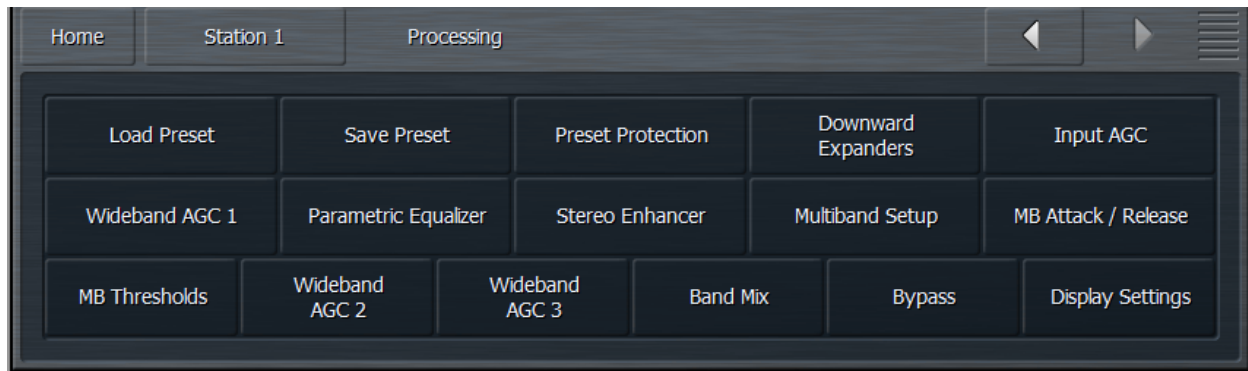 Home Station 1 Processing
Load Preset Save Preset Preset Protection Downward Expanders Input AGC
Wideband AGC 1 Parametric Equalizer Stereo Enhancer Multiband Setup MB Attack / Release
MB Thresholds Wideband AGC 2 Wideband AGC 3 Band Mix Bypass Display Settings